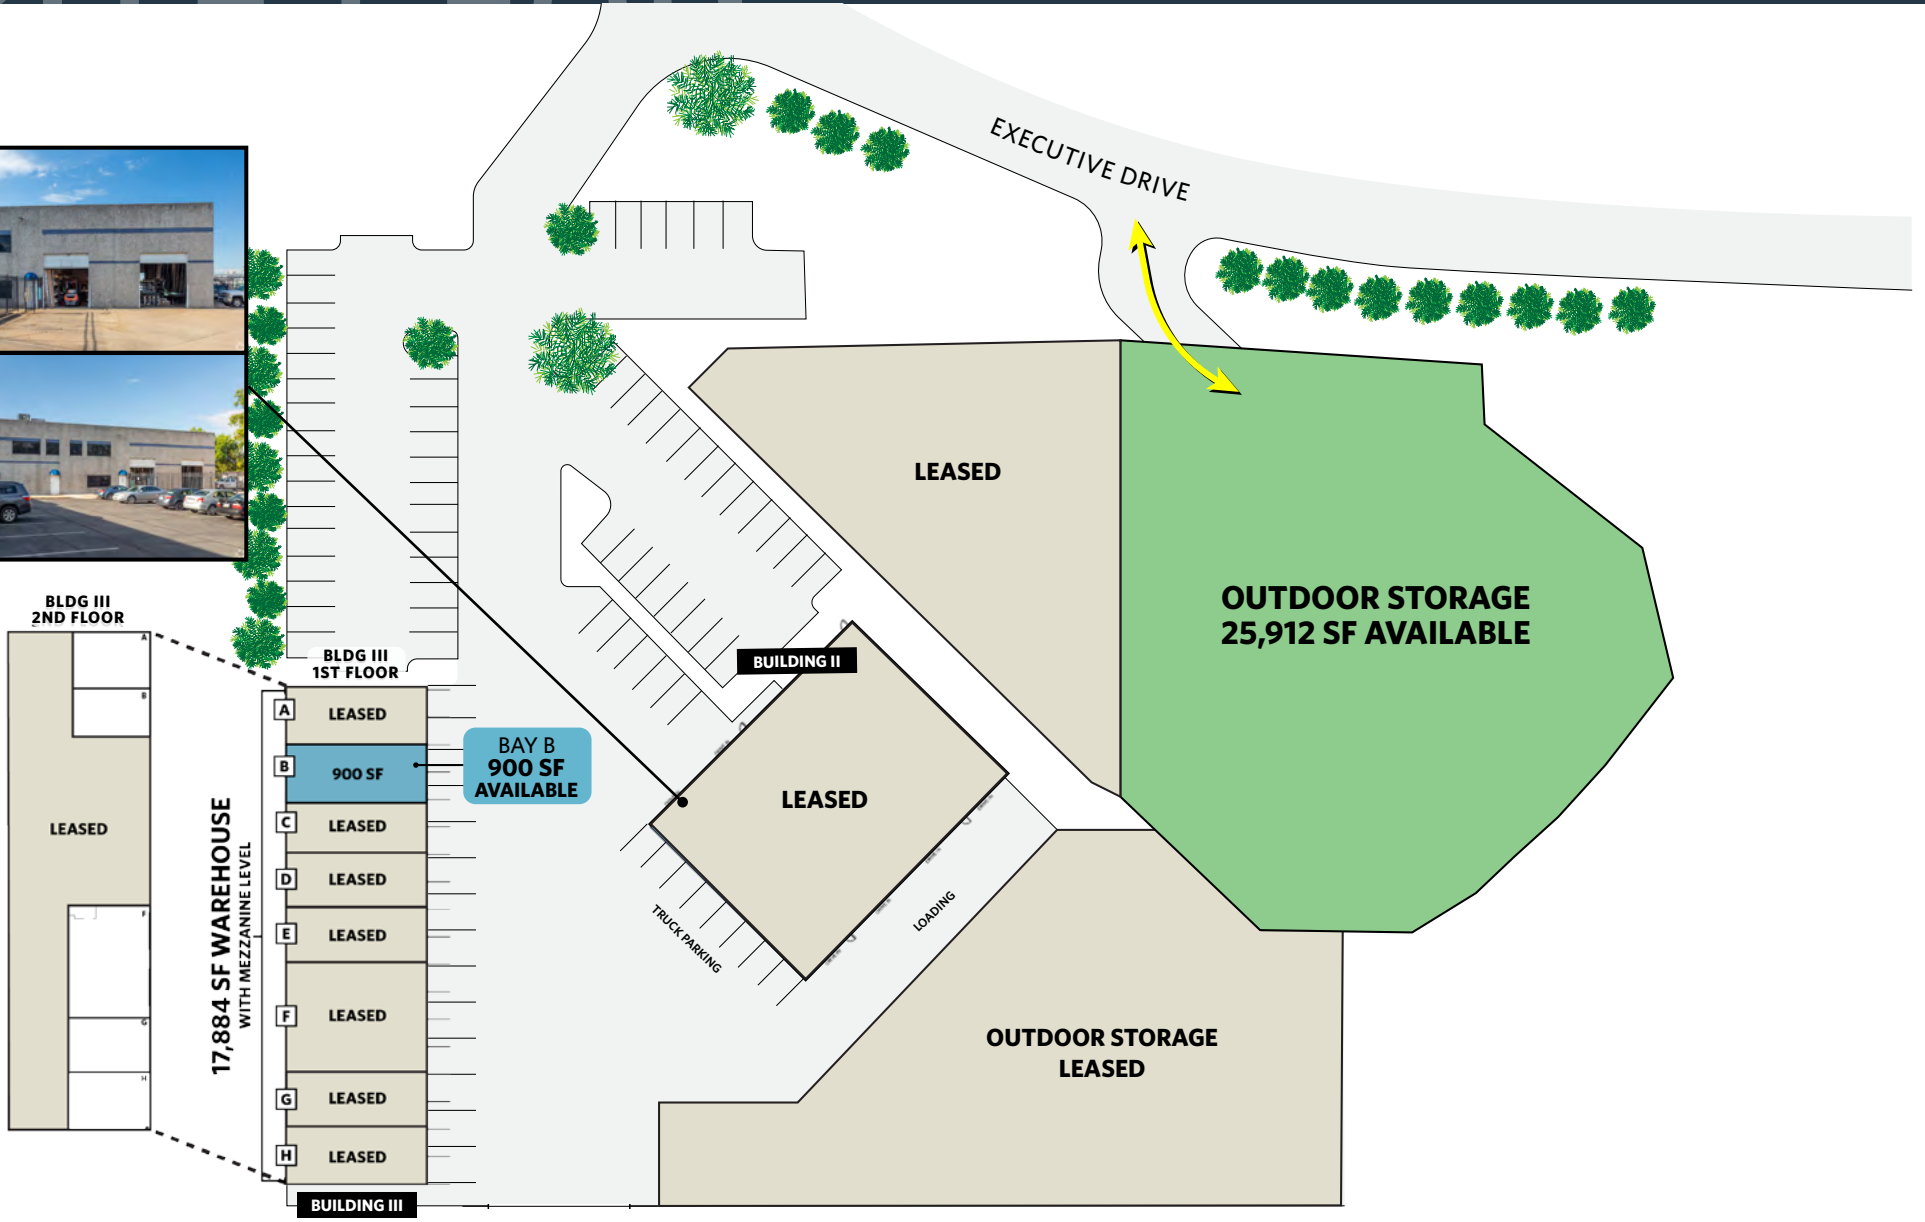 EXECUTIVE DRIVE
LEASED
OUTDOOR STORAGE
25,912 SF AVAILABLE
BLDG III
2ND FLOOR
A
B
LEASED
F
G
H
BLDG III
1ST FLOOR
17,884 SF WAREHOUSE
WITH MEZZANINE LEVEL
A
LEASED
B
900 SF
BAY B
900 SF
AVAILABLE
C
LEASED
D
LEASED
E
LEASED
F
LEASED
G
LEASED
H
LEASED
BUILDING III
BUILDING II
LEASED
TRUCK PARKING
LOADING
OUTDOOR STORAGE
LEASED